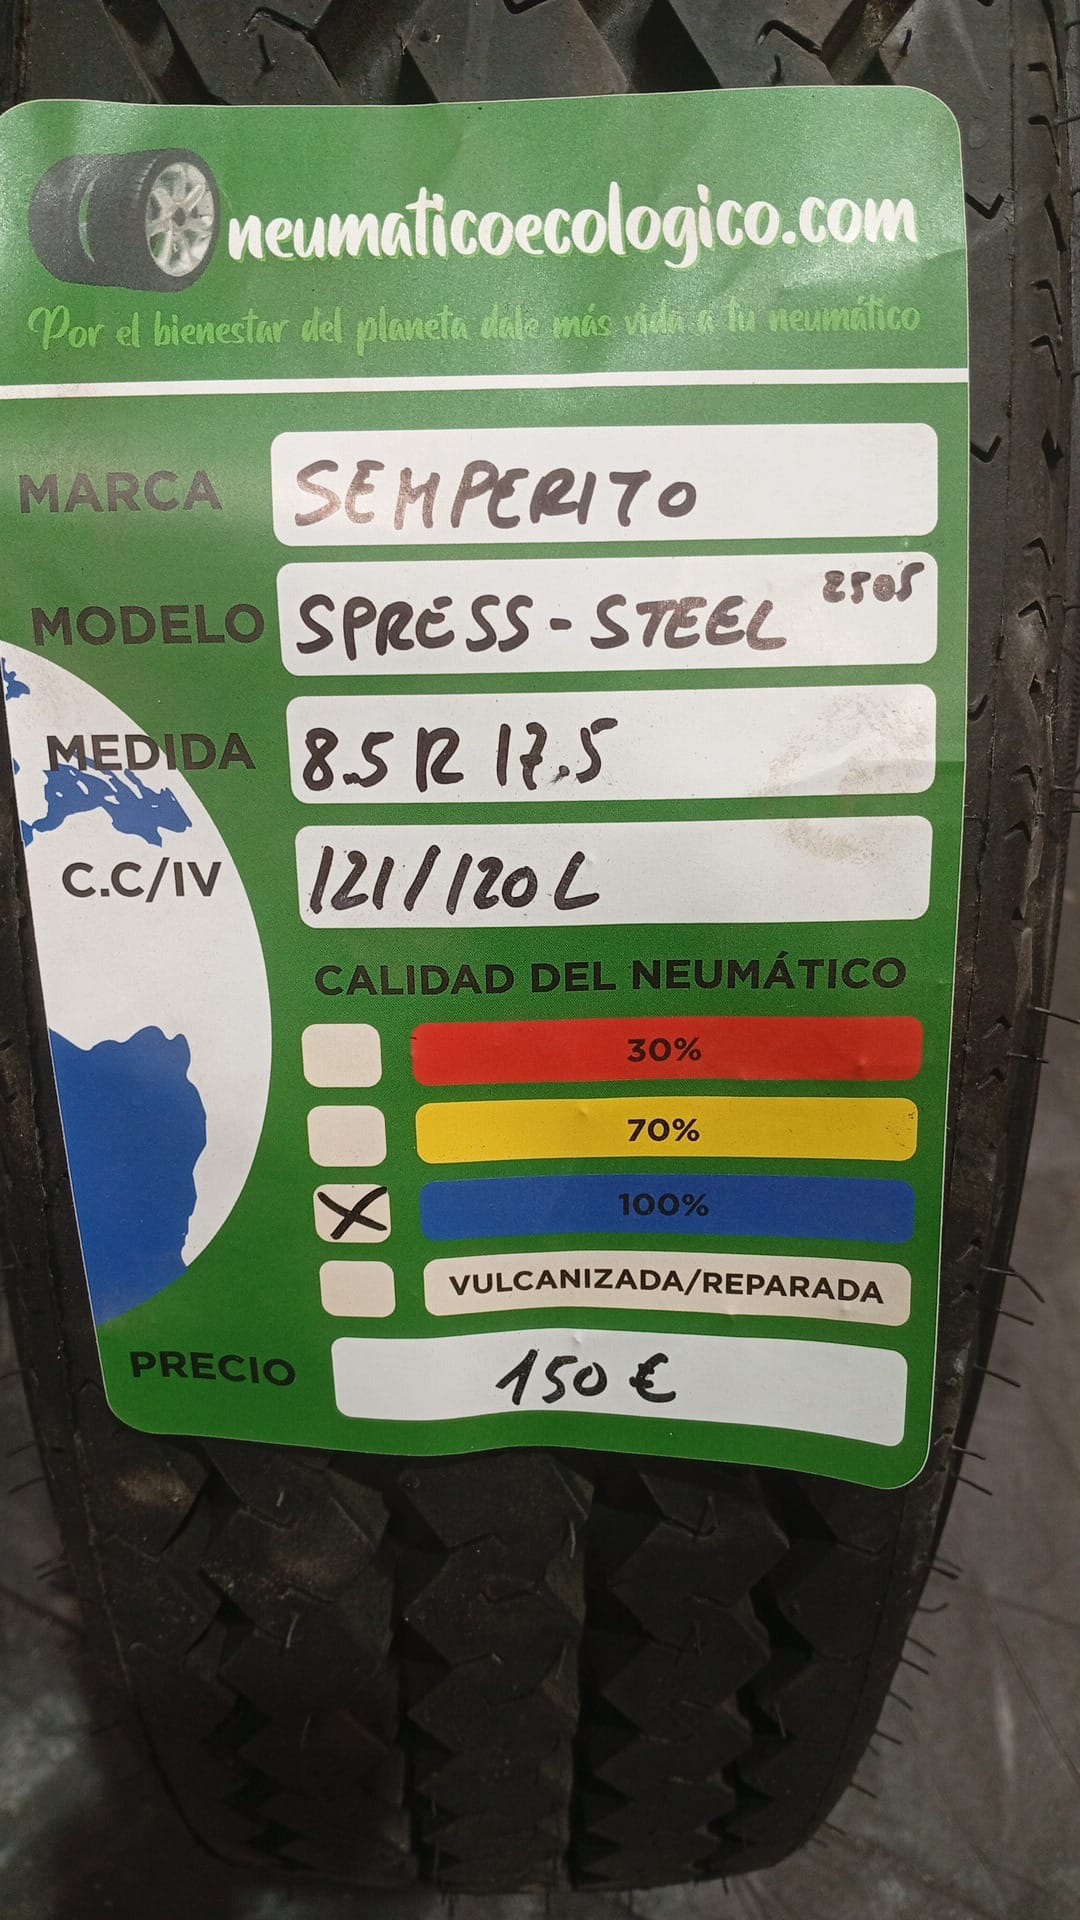 neumaticoecologico.com
Por el bienestar del planeta dale más vida a tu neumático
MARCA SEMPERITO
MODELO SPRESS-STEEL 2505
MEDIDA 8.5 R 17.5
C.C/IV 121/120L
CALIDAD DEL NEUMÁTICO
30%
70%
X 100%
VULCANIZADA/REPARADA
PRECIO 150 €